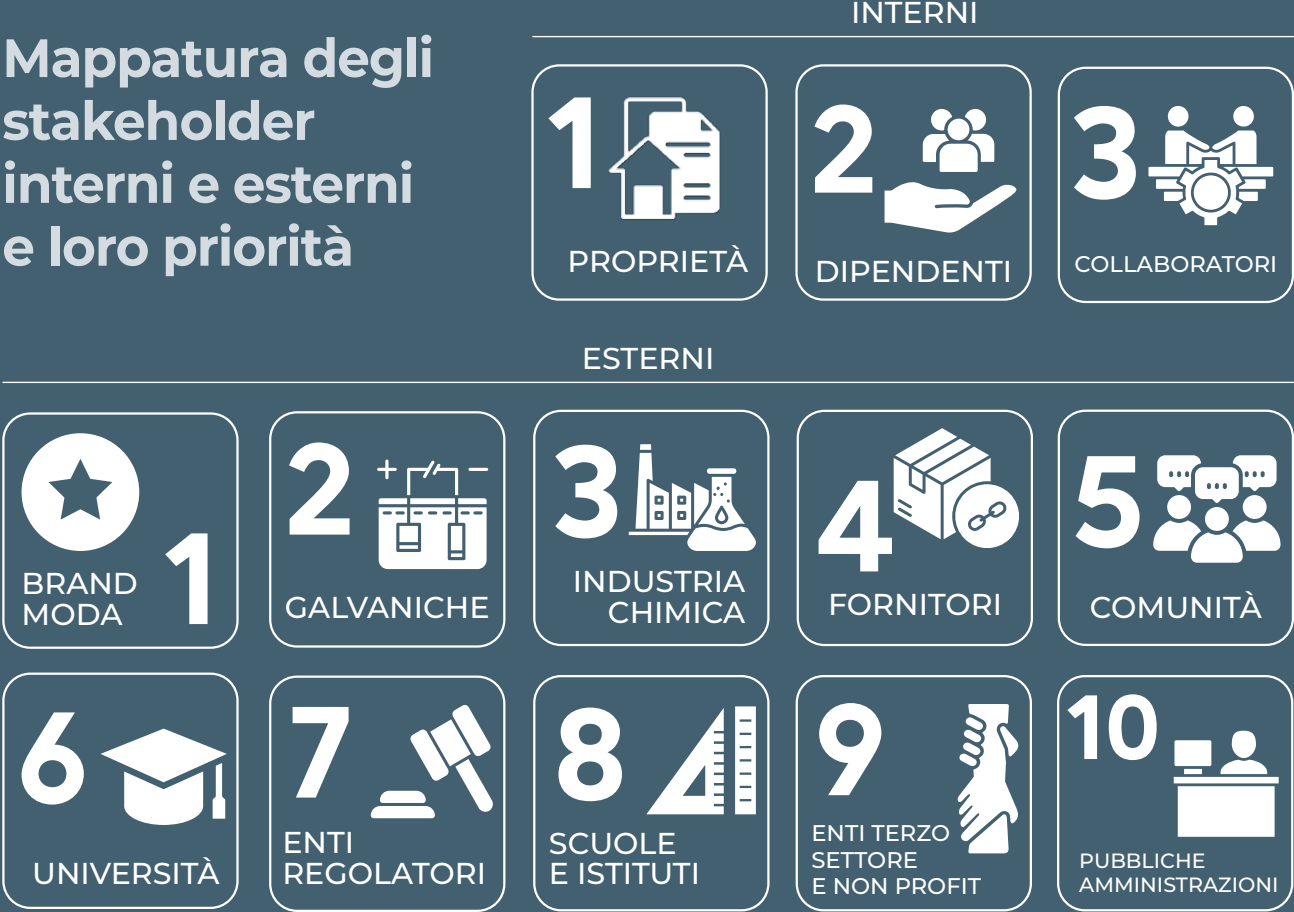 Mappatura degli
stakeholder
interni e esterni
e loro priorità
INTERNI
1
PROPRIETÀ
2
DIPENDENTI
3
COLLABORATORI
ESTERNI
1
BRAND
MODA
2
+ −
GALVANICHE
3
INDUSTRIA
CHIMICA
4
FORNITORI
5
COMUNITÀ
6
UNIVERSITÀ
7
ENTI
REGOLATORI
8
SCUOLE
E ISTITUTI
9
ENTI TERZO
SETTORE
E NON PROFIT
10
PUBBLICHE
AMMINISTRAZIONI